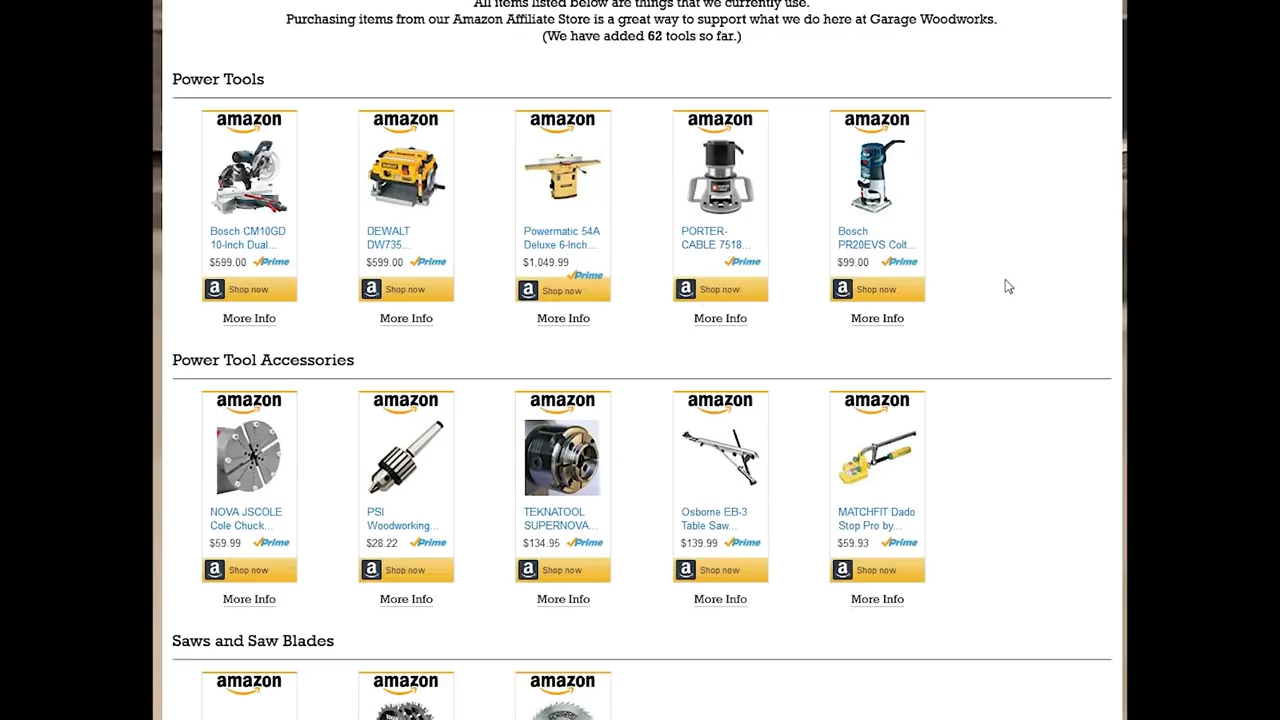 All items listed below are things that we currently use.
Purchasing items from our Amazon Affiliate Store is a great way to support what we do here at Garage Woodworks.
(We have added 62 tools so far.)
Power Tools
amazon amazon amazon amazon amazon
Bosch CM10GD DEWALT Powermatic 54A PORTER- Bosch
10-Inch Dual... DW735... Deluxe 6-Inch... CABLE 7518... PR20EVS Colt...
$599.00 Prime $599.00 Prime $1,049.99 Prime Prime $99.00 Prime
Shop now Shop now Shop now Shop now Shop now
More Info More Info More Info More Info More Info
Power Tool Accessories
amazon amazon amazon amazon amazon
NOVA JSCOLE PSI TEKNATOOL Osborne EB-3 MATCHFIT Dado
Cole Chuck... Woodworking... SUPERNOVA... Table Saw... Stop Pro by...
$59.99 Prime $28.22 Prime $134.95 Prime $139.99 Prime $59.93 Prime
Shop now Shop now Shop now Shop now Shop now
More Info More Info More Info More Info More Info
Saws and Saw Blades
amazon amazon amazon